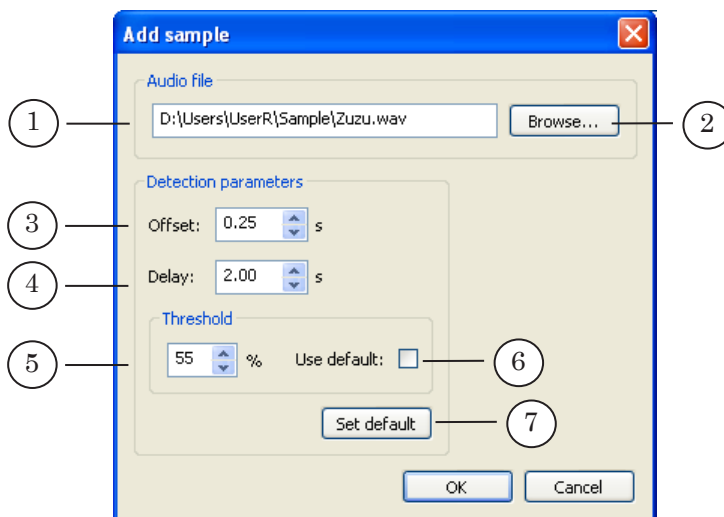 Add sample
Audio file
1 D:\Users\UserR\Sample\Zuzu.wav Browse... 2
Detection parameters
3 Offset: 0.25 s
4 Delay: 2.00 s
Threshold
5 55 % Use default: 6
Set default 7
OK Cancel